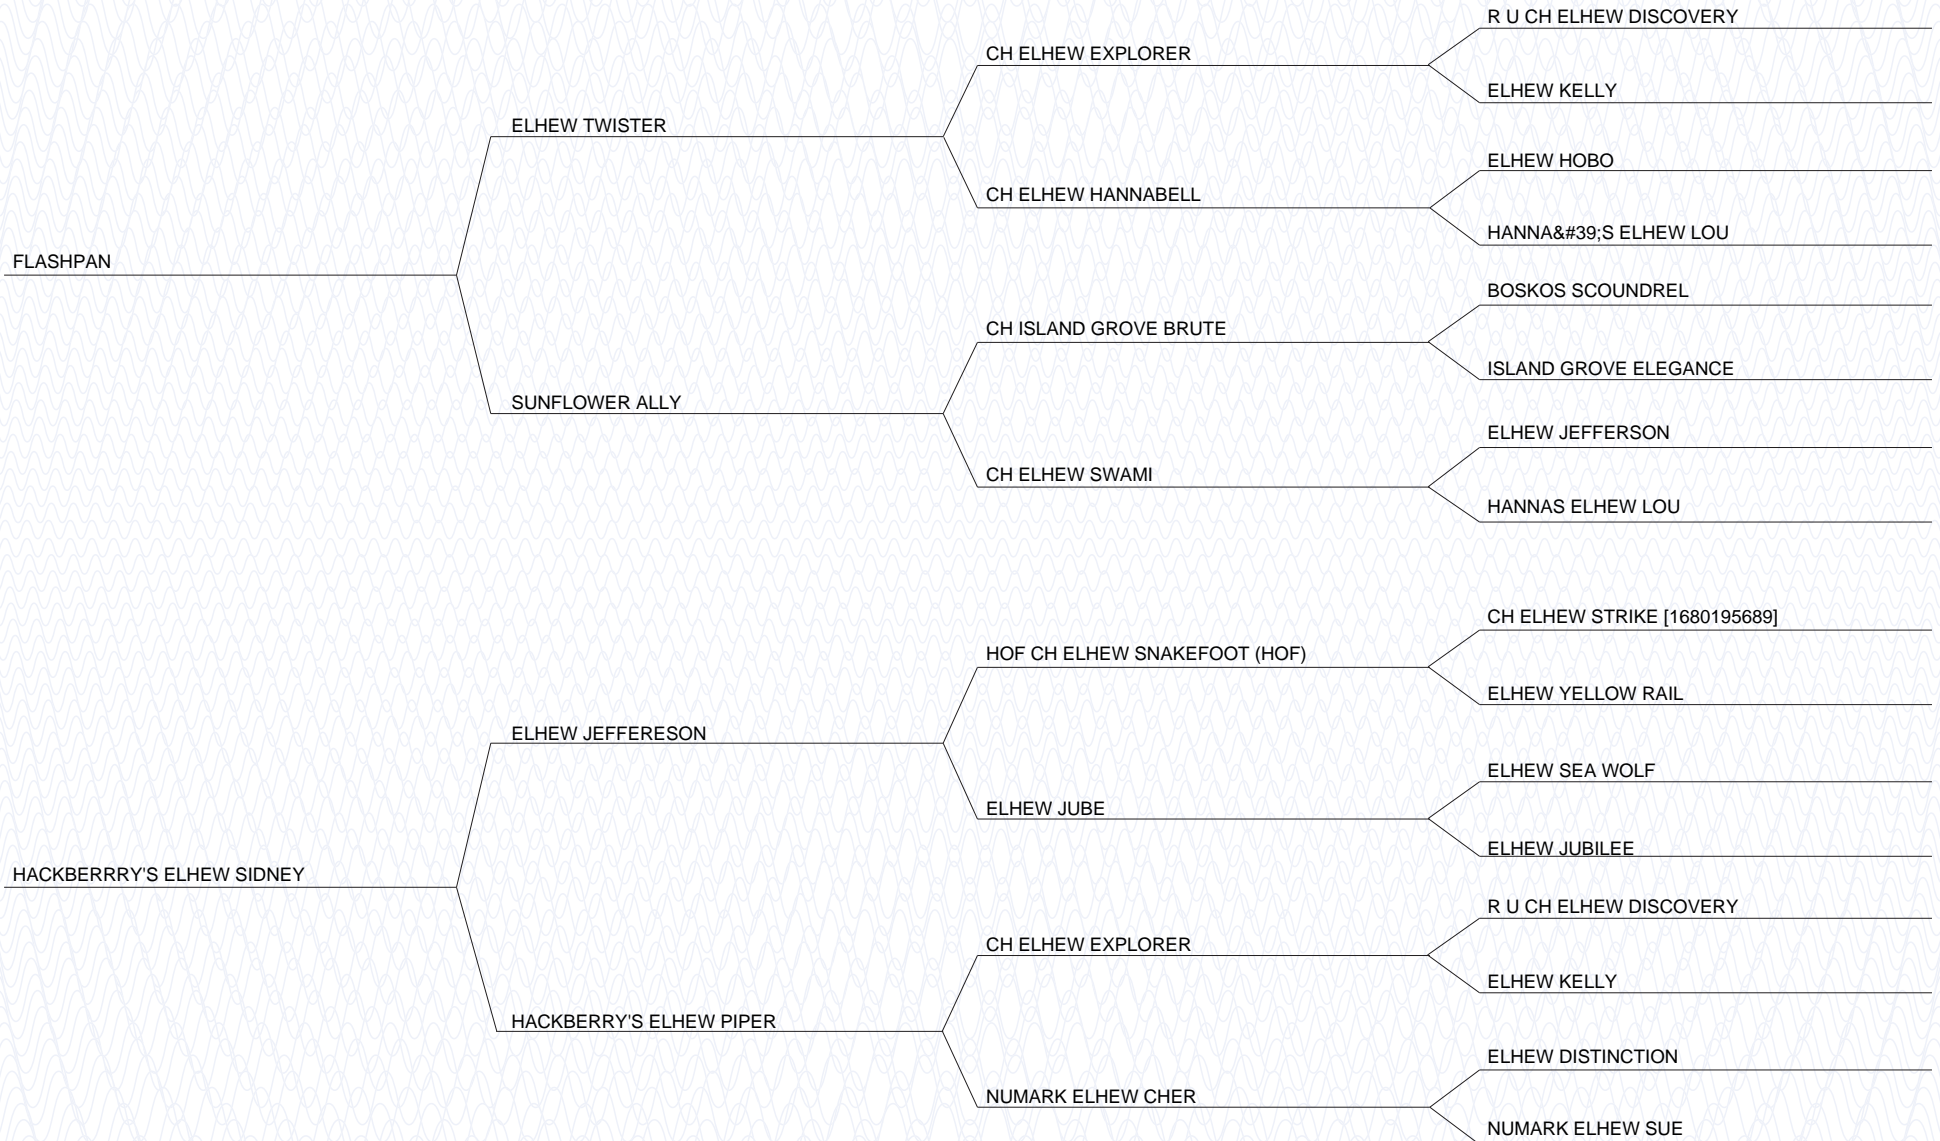 R U CH ELHEW DISCOVERY
CH ELHEW EXPLORER
ELHEW KELLY
ELHEW TWISTER
ELHEW HOBO
CH ELHEW HANNABELL
HANNA&#39;S ELHEW LOU
FLASHPAN
BOSKOS SCOUNDREL
CH ISLAND GROVE BRUTE
ISLAND GROVE ELEGANCE
SUNFLOWER ALLY
ELHEW JEFFERSON
CH ELHEW SWAMI
HANNAS ELHEW LOU
CH ELHEW STRIKE [1680195689]
HOF CH ELHEW SNAKEFOOT (HOF)
ELHEW YELLOW RAIL
ELHEW JEFFERESON
ELHEW SEA WOLF
ELHEW JUBE
ELHEW JUBILEE
HACKBERRRY'S ELHEW SIDNEY
R U CH ELHEW DISCOVERY
CH ELHEW EXPLORER
ELHEW KELLY
HACKBERRY'S ELHEW PIPER
ELHEW DISTINCTION
NUMARK ELHEW CHER
NUMARK ELHEW SUE